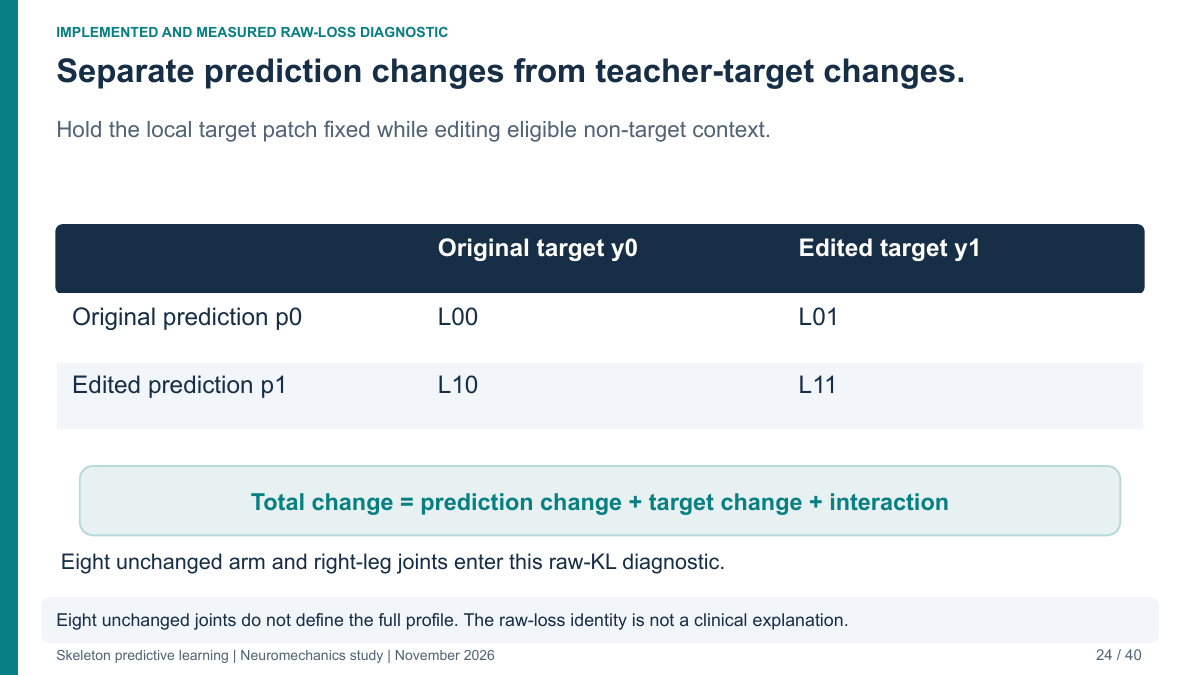 IMPLEMENTED AND MEASURED RAW-LOSS DIAGNOSTIC
Separate prediction changes from teacher-target changes.
Hold the local target patch fixed while editing eligible non-target context.
Original target y0 Edited target y1
Original prediction p0 L00 L01
Edited prediction p1 L10 L11
Total change = prediction change + target change + interaction
Eight unchanged arm and right-leg joints enter this raw-KL diagnostic.
Eight unchanged joints do not define the full profile. The raw-loss identity is not a clinical explanation.
Skeleton predictive learning | Neuromechanics study | November 2026 24 / 40